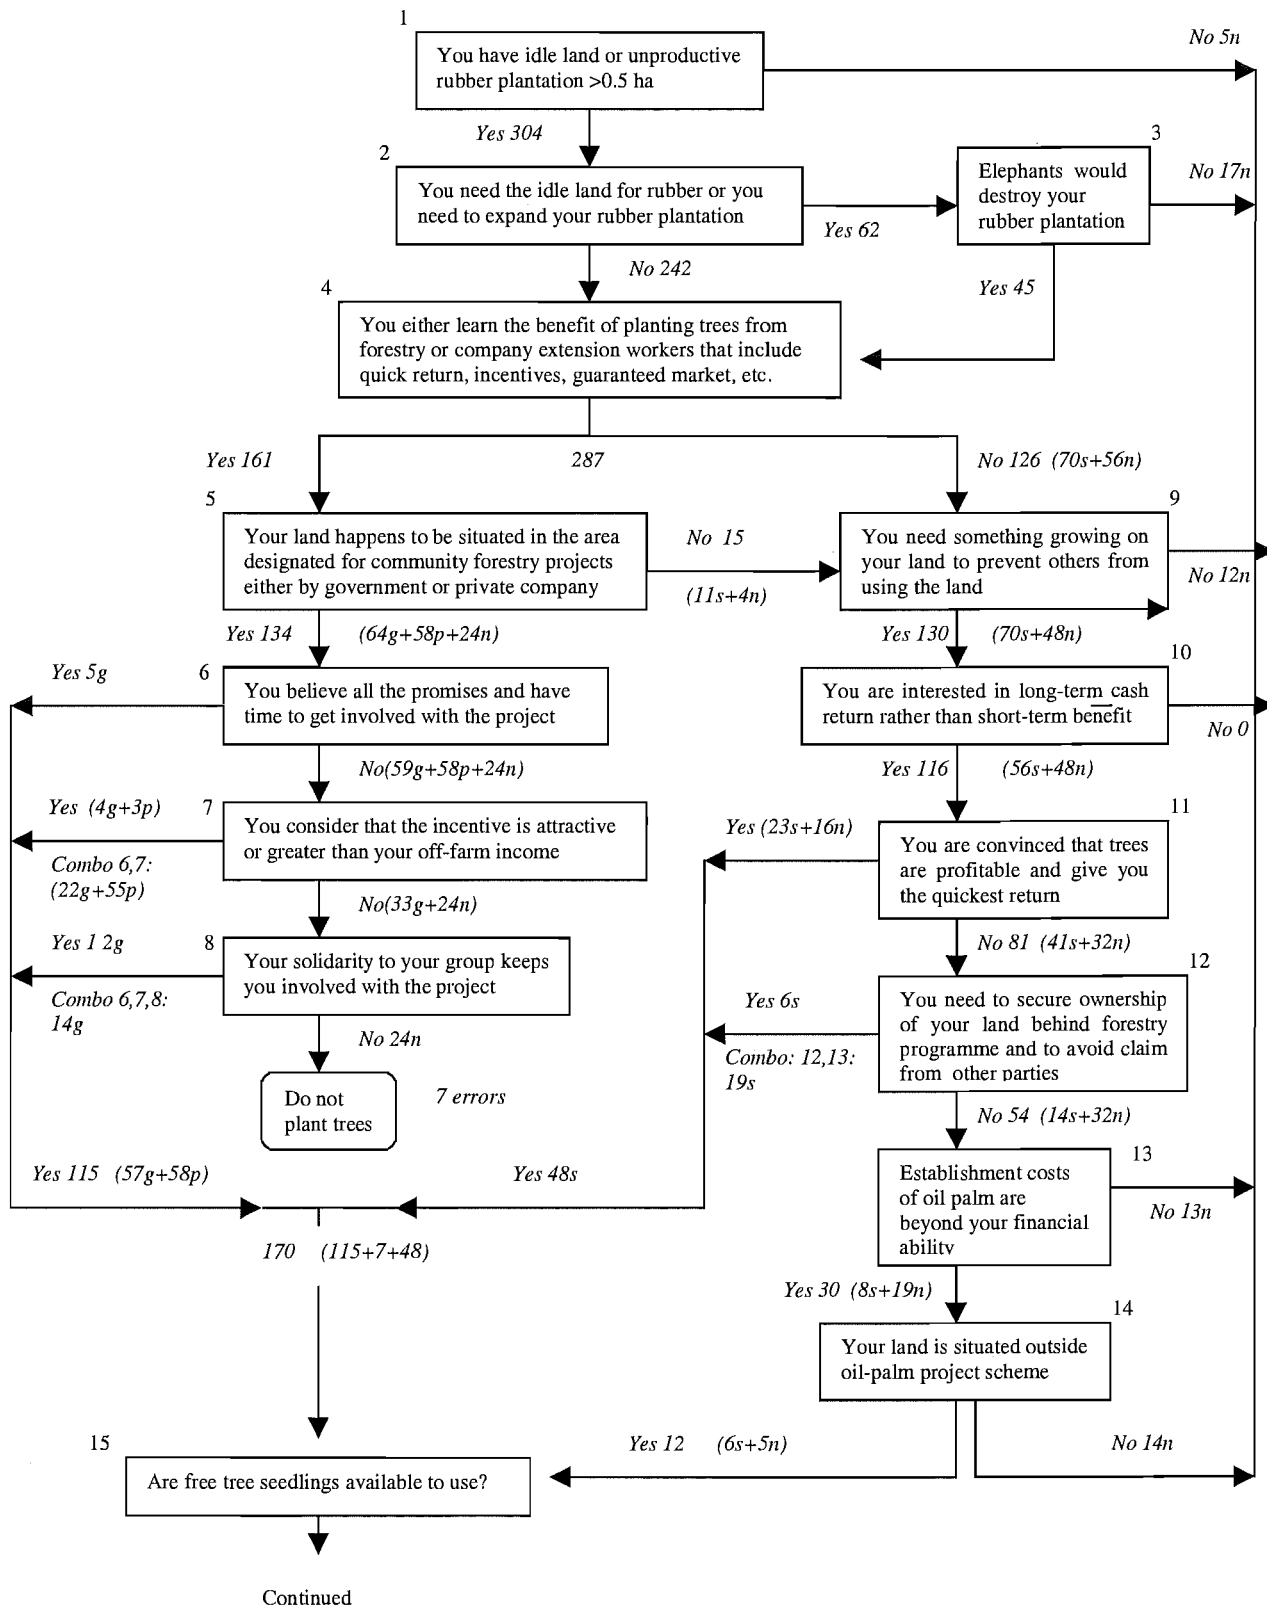 1
You have idle land or unproductive
rubber plantation >0.5 ha
No 5n
Yes 304
2
You need the idle land for rubber or you
need to expand your rubber plantation
Yes 62
3
Elephants would
destroy your
rubber plantation
No 17n
No 242
Yes 45
4
You either learn the benefit of planting trees from
forestry or company extension workers that include
quick return, incentives, guaranteed market, etc.
Yes 161
287
No 126 (70s+56n)
5
Your land happens to be situated in the area
designated for community forestry projects
either by government or private company
No 15
(11s+4n)
9
You need something growing on
your land to prevent others from
using the land
No 12n
Yes 134 (64g+58p+24n)
Yes 130 (70s+48n)
Yes 5g
6
You believe all the promises and have
time to get involved with the project
10
You are interested in long-term cash
return rather than short-term benefit
No 0
No(59g+58p+24n)
Yes 116 (56s+48n)
Yes (4g+3p)
Combo 6,7:
(22g+55p)
7
You consider that the incentive is attractive
or greater than your off-farm income
Yes (23s+16n)
11
You are convinced that trees
are profitable and give you
the quickest return
No(33g+24n)
No 81 (41s+32n)
Yes 1 2g
Combo 6,7,8:
14g
8
Your solidarity to your group keeps
you involved with the project
Yes 6s
Combo: 12,13:
19s
12
You need to secure ownership
of your land behind forestry
programme and to avoid claim
from other parties
No 24n
Do not
plant trees
7 errors
No 54 (14s+32n)
Yes 115 (57g+58p)
Yes 48s
13
Establishment costs
of oil palm are
beyond your financial
ability
No 13n
170 (115+7+48)
Yes 30 (8s+19n)
14
Your land is situated outside
oil-palm project scheme
Yes 12 (6s+5n)
No 14n
15
Are free tree seedlings available to use?
Continued